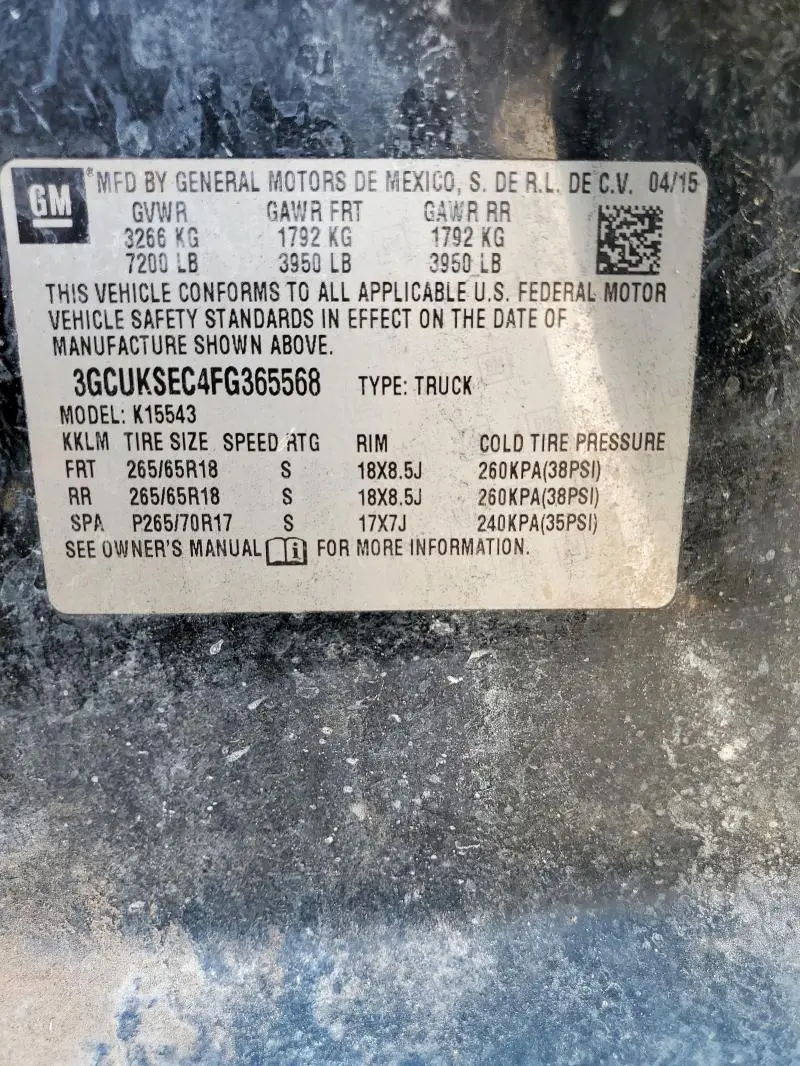 GM ® MFD BY GENERAL MOTORS DE MEXICO, S. DE R.L. DE C.V. 04/15
GVWR GAWR FRT GAWR RR
3266 KG 1792 KG 1792 KG
7200 LB 3950 LB 3950 LB
THIS VEHICLE CONFORMS TO ALL APPLICABLE U.S. FEDERAL MOTOR
VEHICLE SAFETY STANDARDS IN EFFECT ON THE DATE OF
MANUFACTURE SHOWN ABOVE.
3GCUKSEC4FG365568 TYPE: TRUCK
MODEL: K15543
KKLM TIRE SIZE SPEED RTG RIM COLD TIRE PRESSURE
FRT 265/65R18 S 18X8.5J 260KPA(38PSI)
RR 265/65R18 S 18X8.5J 260KPA(38PSI)
SPA P265/70R17 S 17X7J 240KPA(35PSI)
SEE OWNER'S MANUAL i FOR MORE INFORMATION.